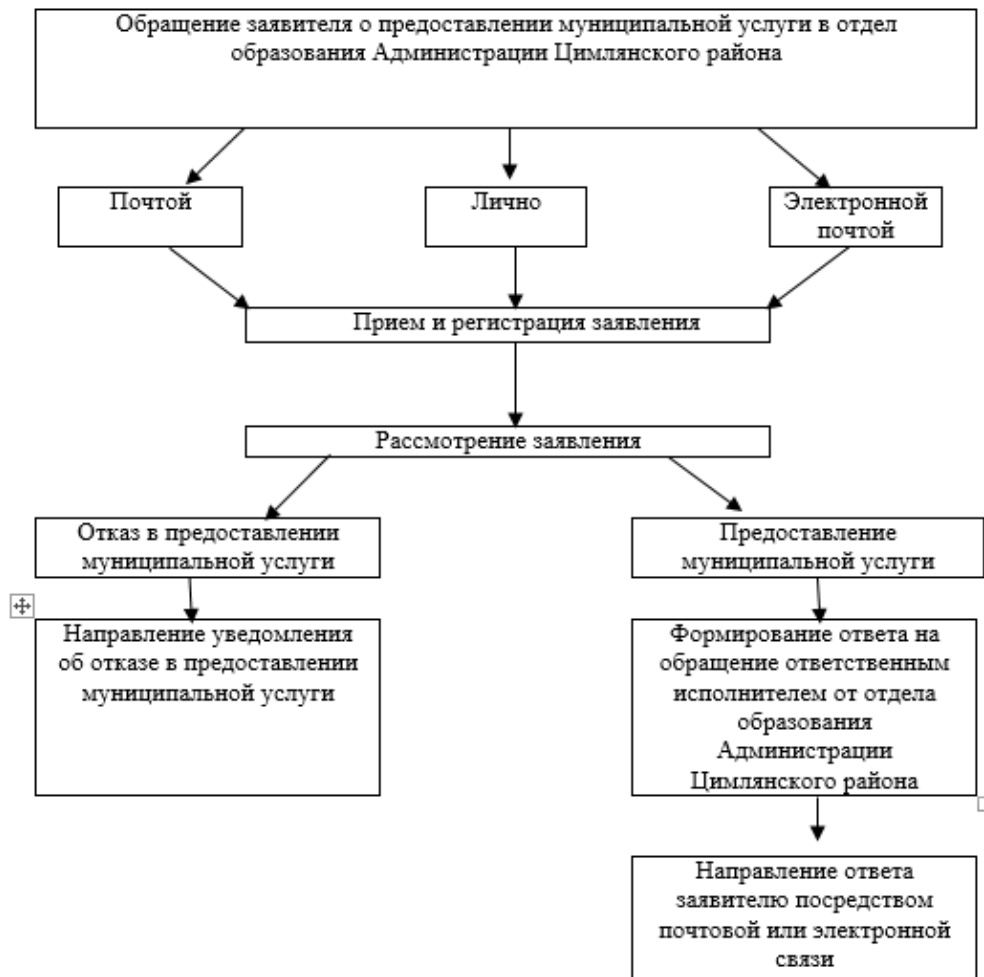 Обращение заявителя о предоставлении муниципальной услуги в отдел
образования Администрации Цимлянского района
Почтой
Лично
Электронной
почтой
Прием и регистрация заявления
Рассмотрение заявления
Отказ в предоставлении
муниципальной услуги
Предоставление
муниципальной услуги
Направление уведомления
об отказе в предоставлении
муниципальной услуги
Формирование ответа на
обращение ответственным
исполнителем от отдела
образования
Администрации
Цимлянского района
Направление ответа
заявителю посредством
почтовой или электронной
связи